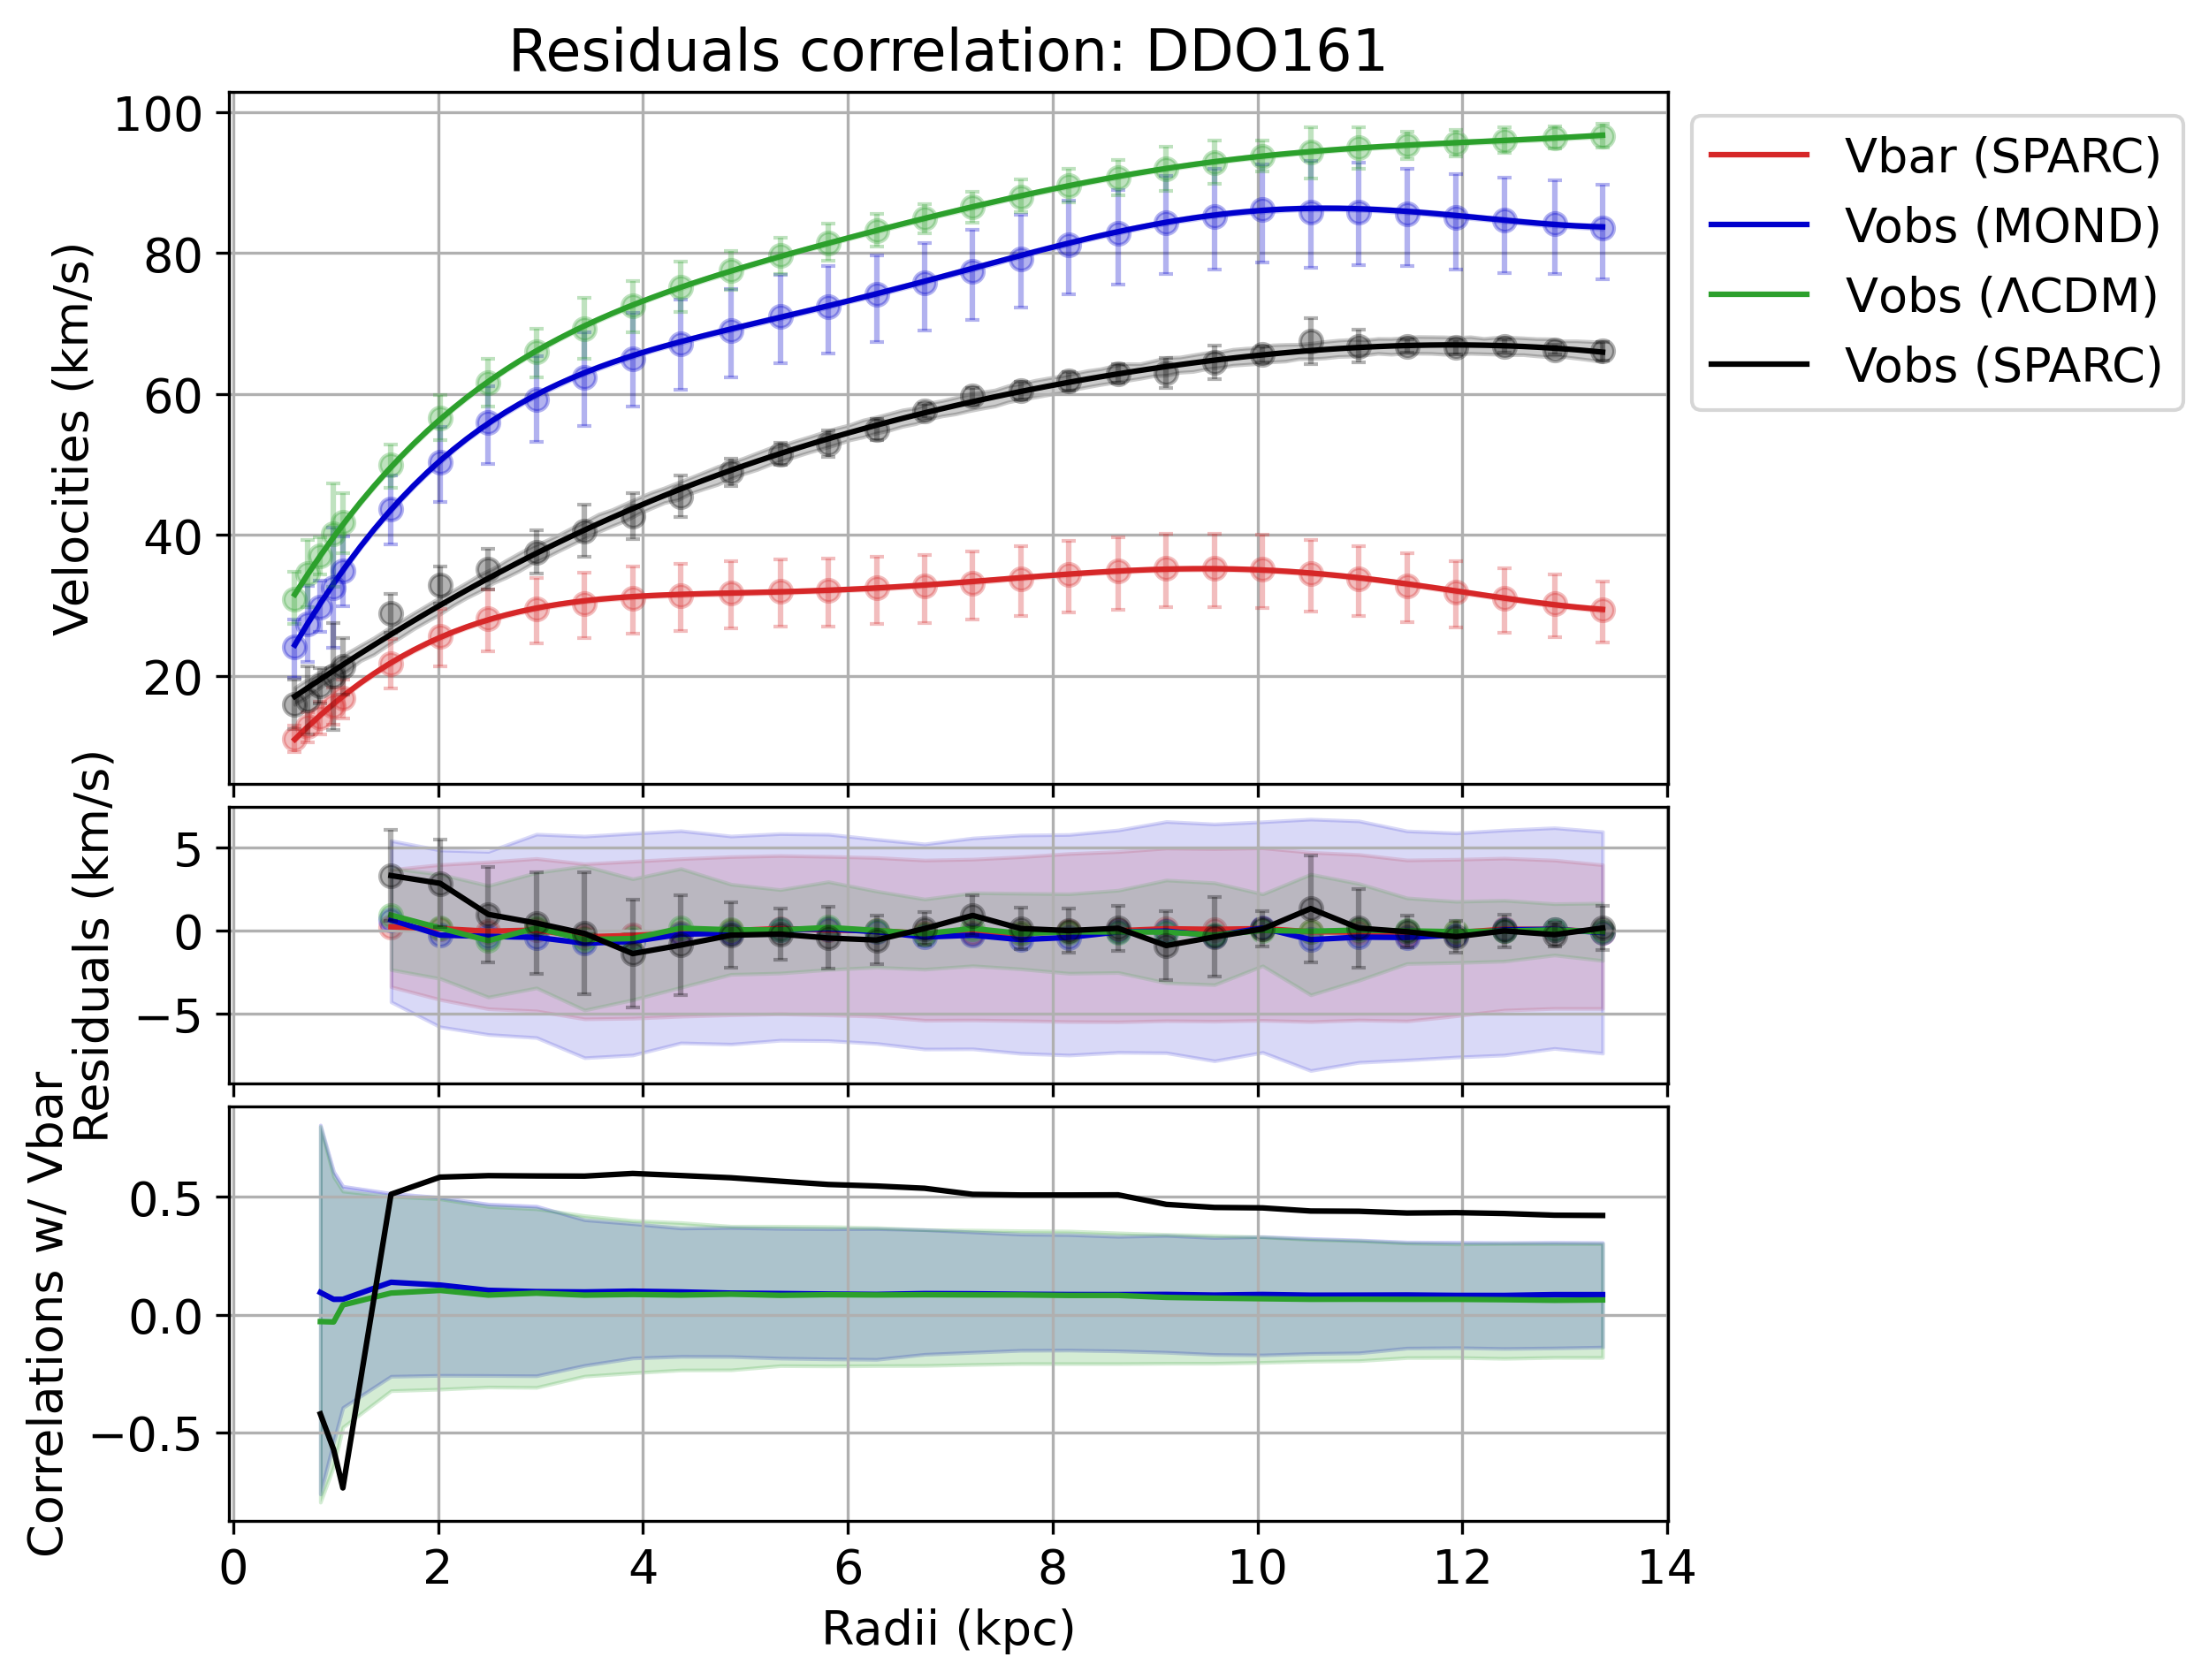 Residuals correlation: DDO161
100
80
60
40
20
Velocities (km/s)
Vbar (SPARC)
Vobs (MOND)
Vobs (ΛCDM)
Vobs (SPARC)
5
0
−5
Residuals (km/s)
0.5
0.0
−0.5
Correlations w/ Vbar
0 2 4 6 8 10 12 14
Radii (kpc)